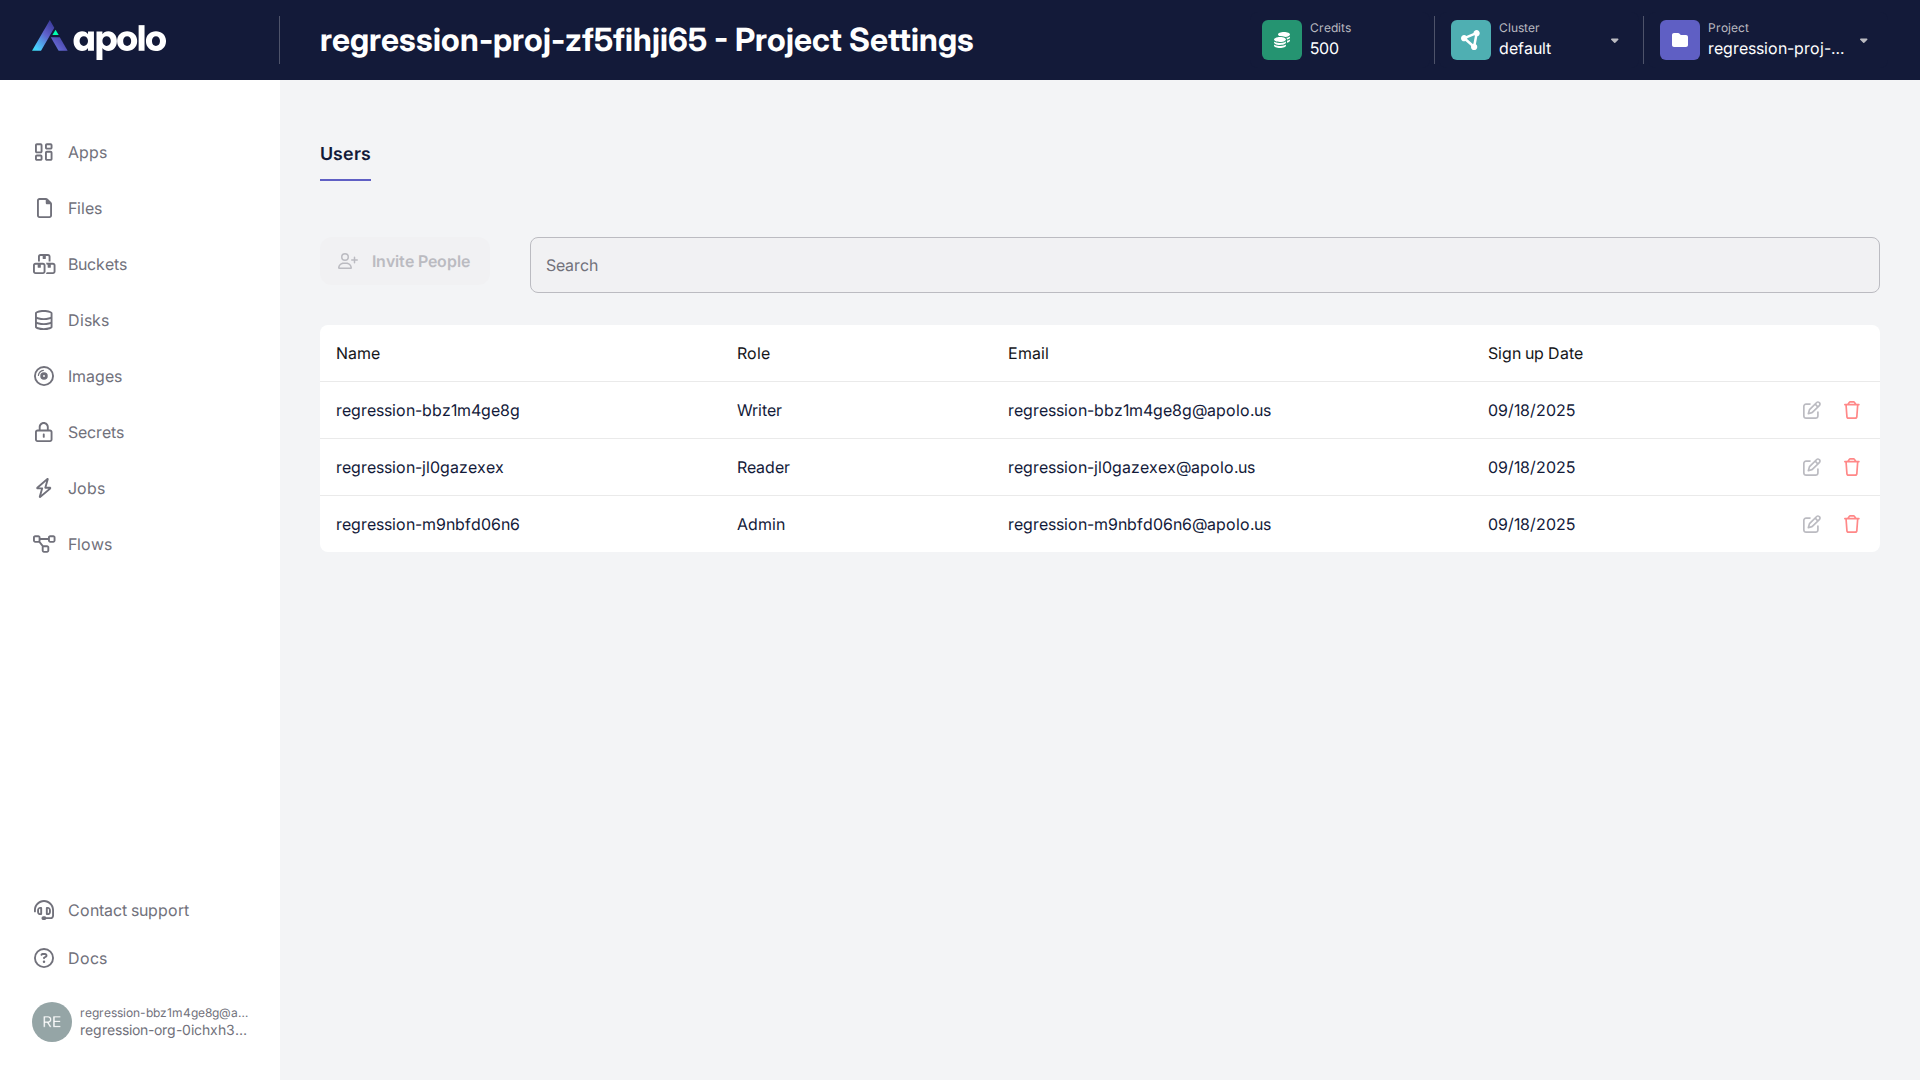 apolo
regression-proj-zf5fihji65 - Project Settings
Credits
500
Cluster
default
Project
regression-proj-...
Apps
Files
Buckets
Disks
Images
Secrets
Jobs
Flows
Users
Invite People
Search
Name Role Email Sign up Date
regression-bbz1m4ge8g Writer regression-bbz1m4ge8g@apolo.us 09/18/2025
regression-jl0gazexex Reader regression-jl0gazexex@apolo.us 09/18/2025
regression-m9nbfd06n6 Admin regression-m9nbfd06n6@apolo.us 09/18/2025
Contact support
Docs
RE
regression-bbz1m4ge8g@a...
regression-org-0ichxh3...